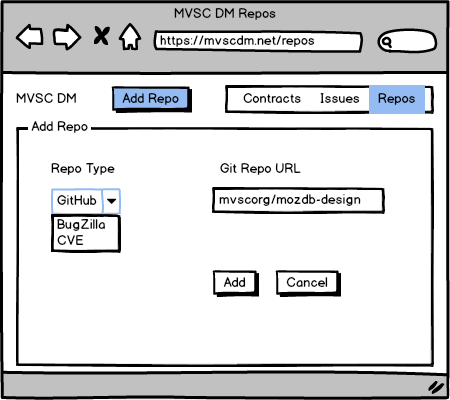 MVSC DM Repos
https://mvscdm.net/repos
MVSC DM
Add Repo
Contracts Issues Repos
Add Repo
Repo Type
Git Repo URL
GitHub
mvscorg/mozdb-design
BugZilla
CVE
Add
Cancel